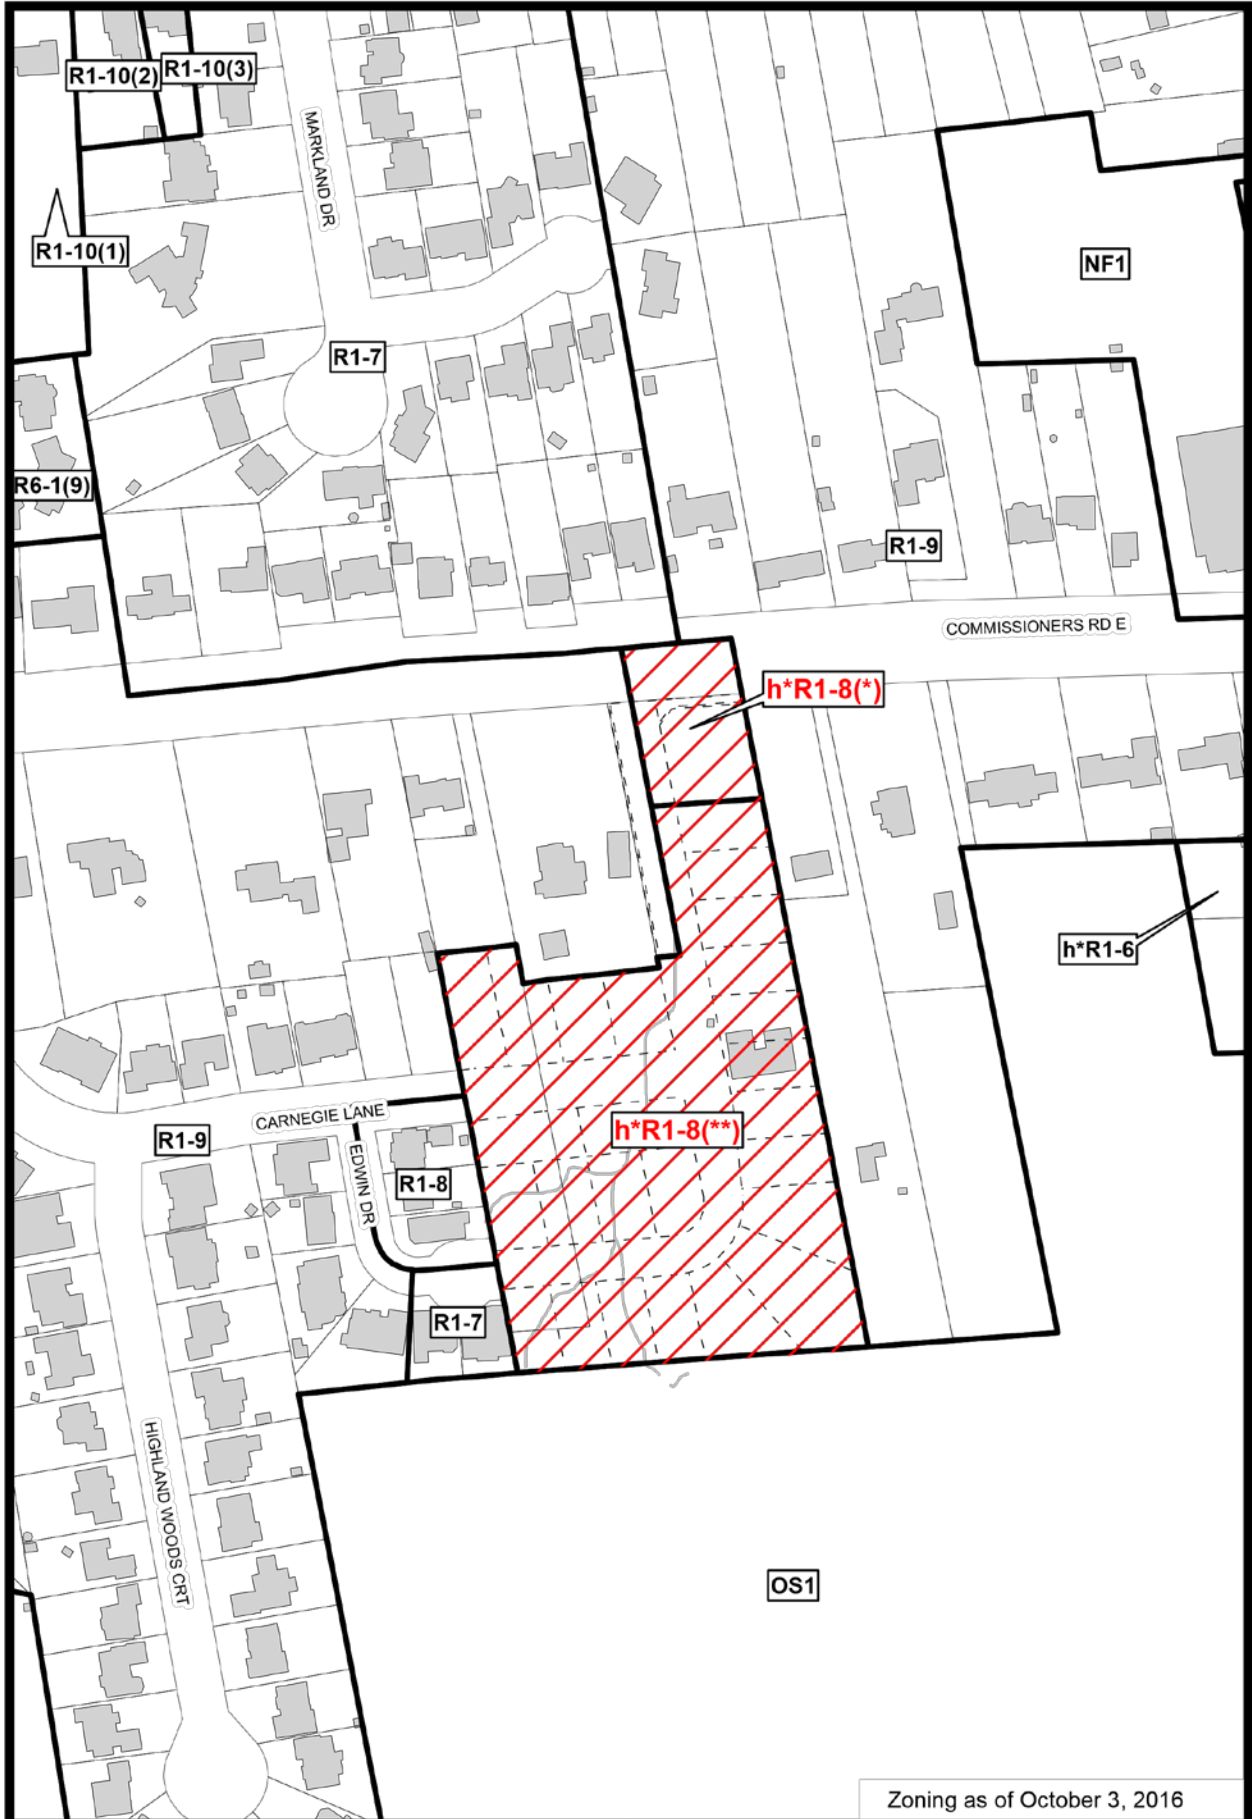 R1-10(2)
R1-10(3)
MARKLAND DR
R1-10(1)
NF1
R1-7
R6-1(9)
R1-9
COMMISSIONERS RD E
h*R1-8(*)
h*R1-6
CARNEGIE LANE
R1-9
h*R1-8(**)
EDWIN DR
R1-8
R1-7
HIGHLAND WOODS CRT
OS1
Zoning as of October 3, 2016